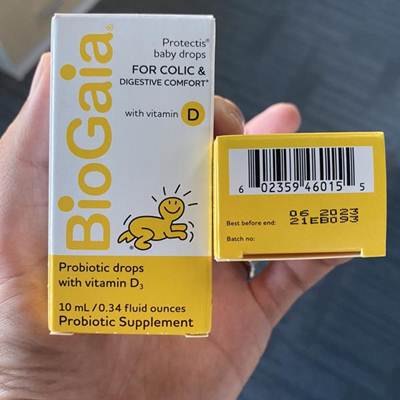 BioGaia®
Protectis®
baby drops
FOR COLIC &
DIGESTIVE COMFORT*
with vitamin D
Probiotic drops
with vitamin D₃
10 mL/0.34 fluid ounces
Probiotic Supplement
6 02359 46015 5
Best before end: 06 2023
21EB093
Batch no: